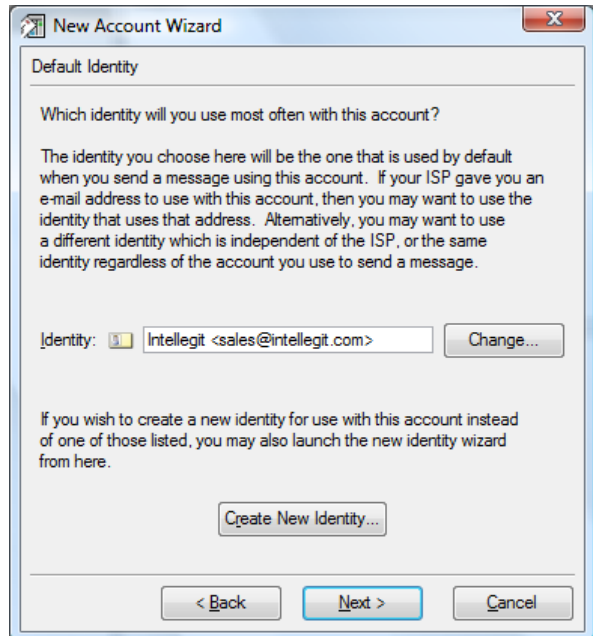 New Account Wizard
Default Identity
Which identity will you use most often with this account?
The identity you choose here will be the one that is used by default
when you send a message using this account. If your ISP gave you an
e-mail address to use with this account, then you may want to use the
identity that uses that address. Alternatively, you may want to use
a different identity which is independent of the ISP, or the same
identity regardless of the account you use to send a message.
Identity: Intellegit <sales@intellegit.com> Change...
If you wish to create a new identity for use with this account instead
of one of those listed, you may also launch the new identity wizard
from here.
Create New Identity...
< Back Next > Cancel